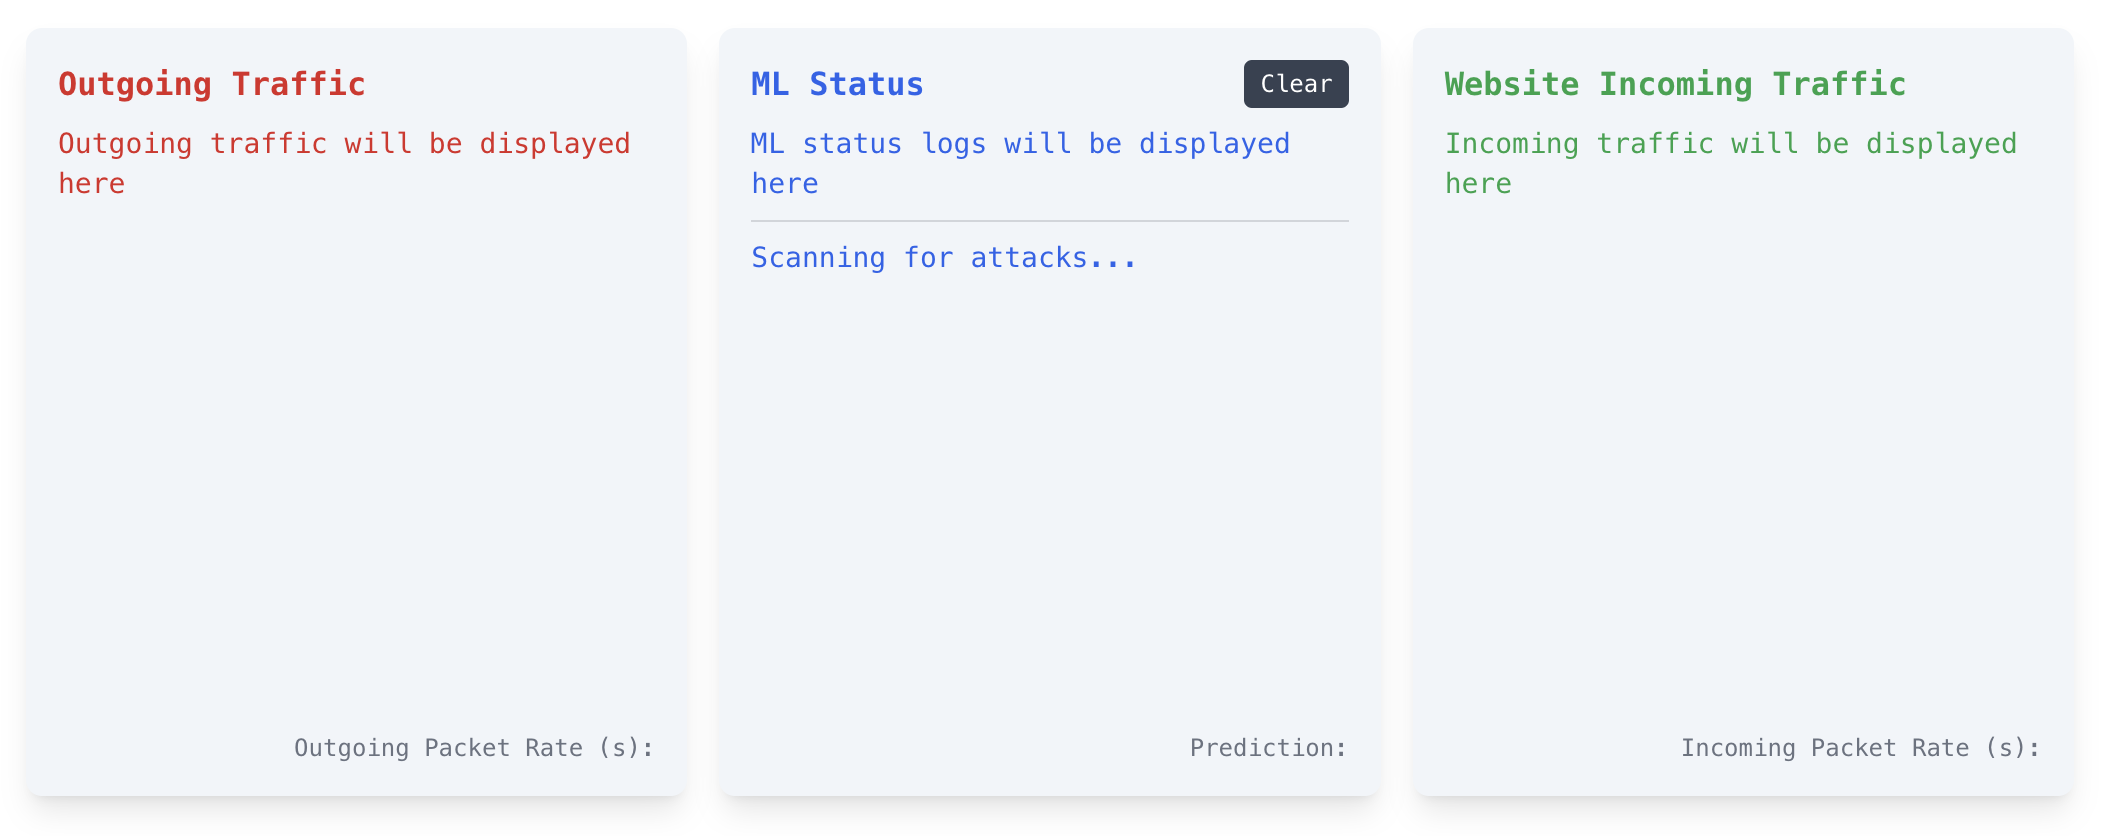 Outgoing Traffic
Outgoing traffic will be displayed
here
Outgoing Packet Rate (s):
ML Status
Clear
ML status logs will be displayed
here
Scanning for attacks...
Prediction:
Website Incoming Traffic
Incoming traffic will be displayed
here
Incoming Packet Rate (s):